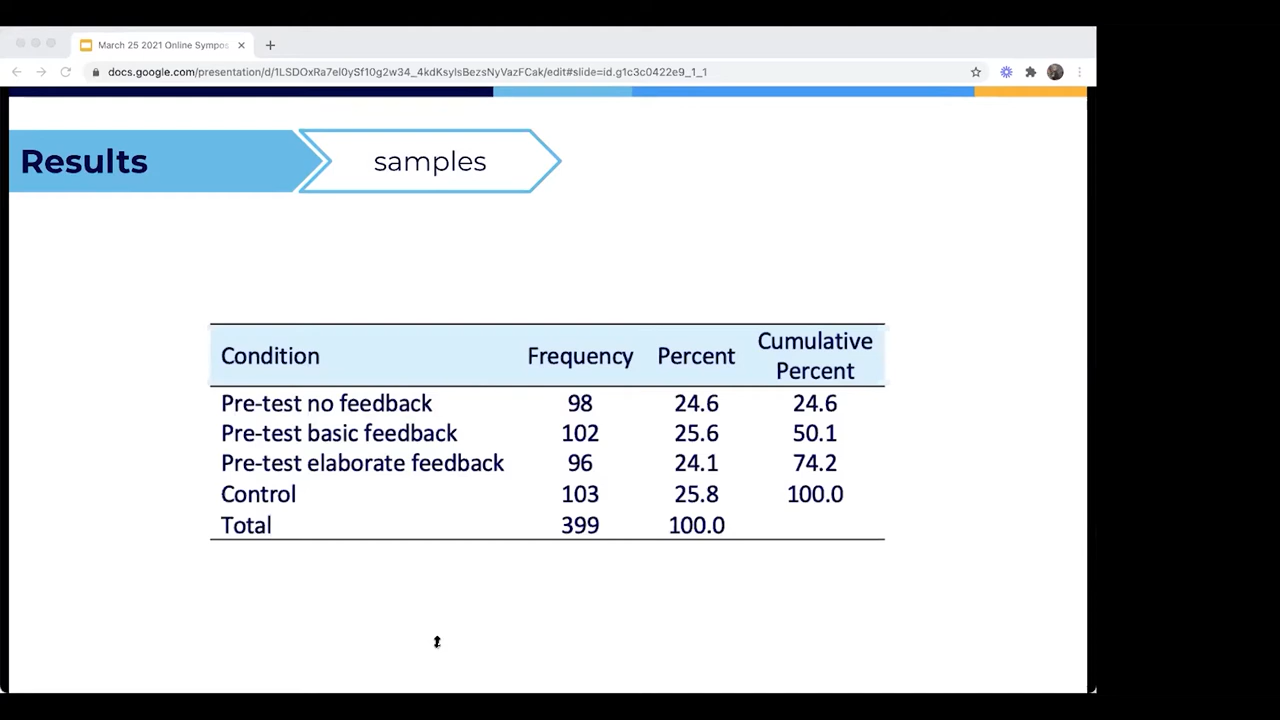 March 25 2021 Online Sympos
docs.google.com/presentation/d/1LSDOxRa7el0ySf10g2w34_4kdKsylsBezsNyVazFCak/edit#slide=id.g1c3c0422e9_1_1
Results samples
Condition Frequency Percent Cumulative Percent
Pre-test no feedback 98 24.6 24.6
Pre-test basic feedback 102 25.6 50.1
Pre-test elaborate feedback 96 24.1 74.2
Control 103 25.8 100.0
Total 399 100.0